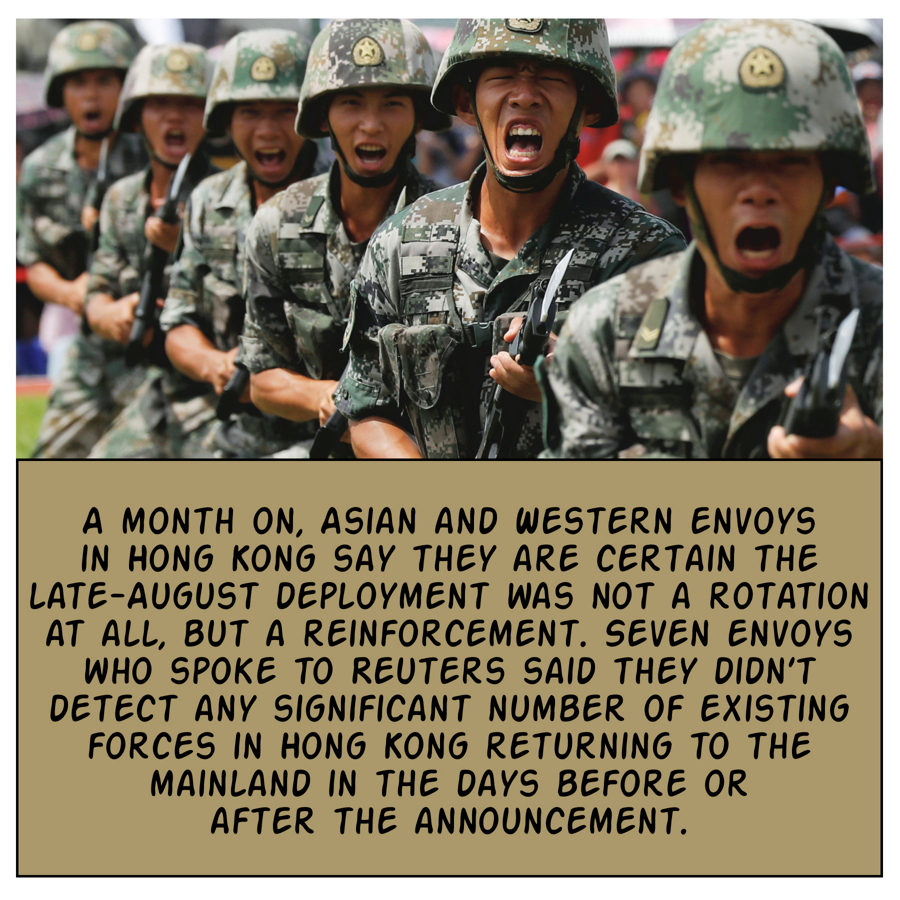 A MONTH ON, ASIAN AND WESTERN ENVOYS
IN HONG KONG SAY THEY ARE CERTAIN THE
LATE-AUGUST DEPLOYMENT WAS NOT A ROTATION
AT ALL, BUT A REINFORCEMENT. SEVEN ENVOYS
WHO SPOKE TO REUTERS SAID THEY DIDN'T
DETECT ANY SIGNIFICANT NUMBER OF EXISTING
FORCES IN HONG KONG RETURNING TO THE
MAINLAND IN THE DAYS BEFORE OR
AFTER THE ANNOUNCEMENT.